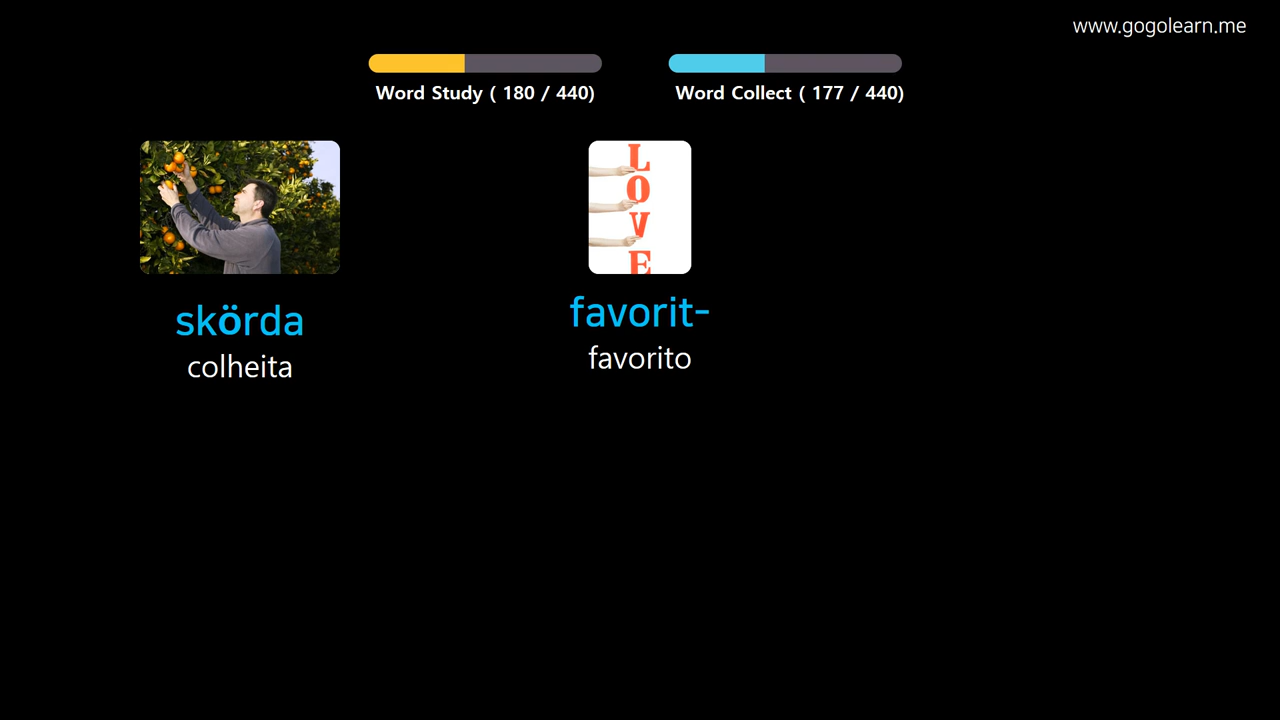 www.gogolearn.me
Word Study ( 180 / 440)
Word Collect ( 177 / 440)
LOVE
skörda
colheita
favorit-
favorito